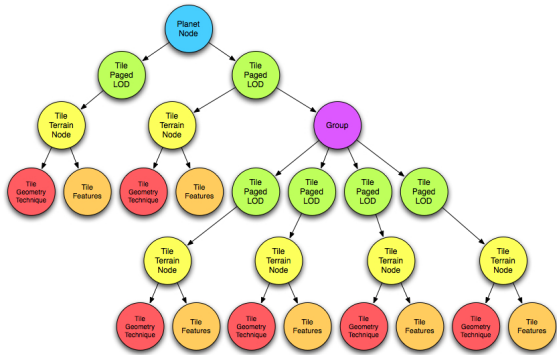 Planet
Node
Tile
Paged
LOD
Tile
Paged
LOD
Tile
Terrain
Node
Tile
Terrain
Node
Group
Tile
Geometry
Technique
Tile
Features
Tile
Geometry
Technique
Tile
Features
Tile
Paged
LOD
Tile
Paged
LOD
Tile
Paged
LOD
Tile
Paged
LOD
Tile
Terrain
Node
Tile
Terrain
Node
Tile
Terrain
Node
Tile
Terrain
Node
Tile
Geometry
Technique
Tile
Features
Tile
Geometry
Technique
Tile
Features
Tile
Geometry
Technique
Tile
Features
Tile
Geometry
Technique
Tile
Features